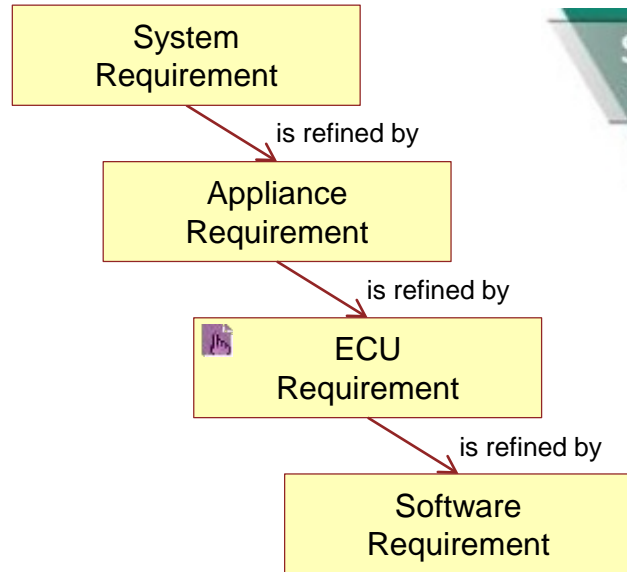 System
Requirement
is refined by
Appliance
Requirement
is refined by
ECU
Requirement
is refined by
Software
Requirement